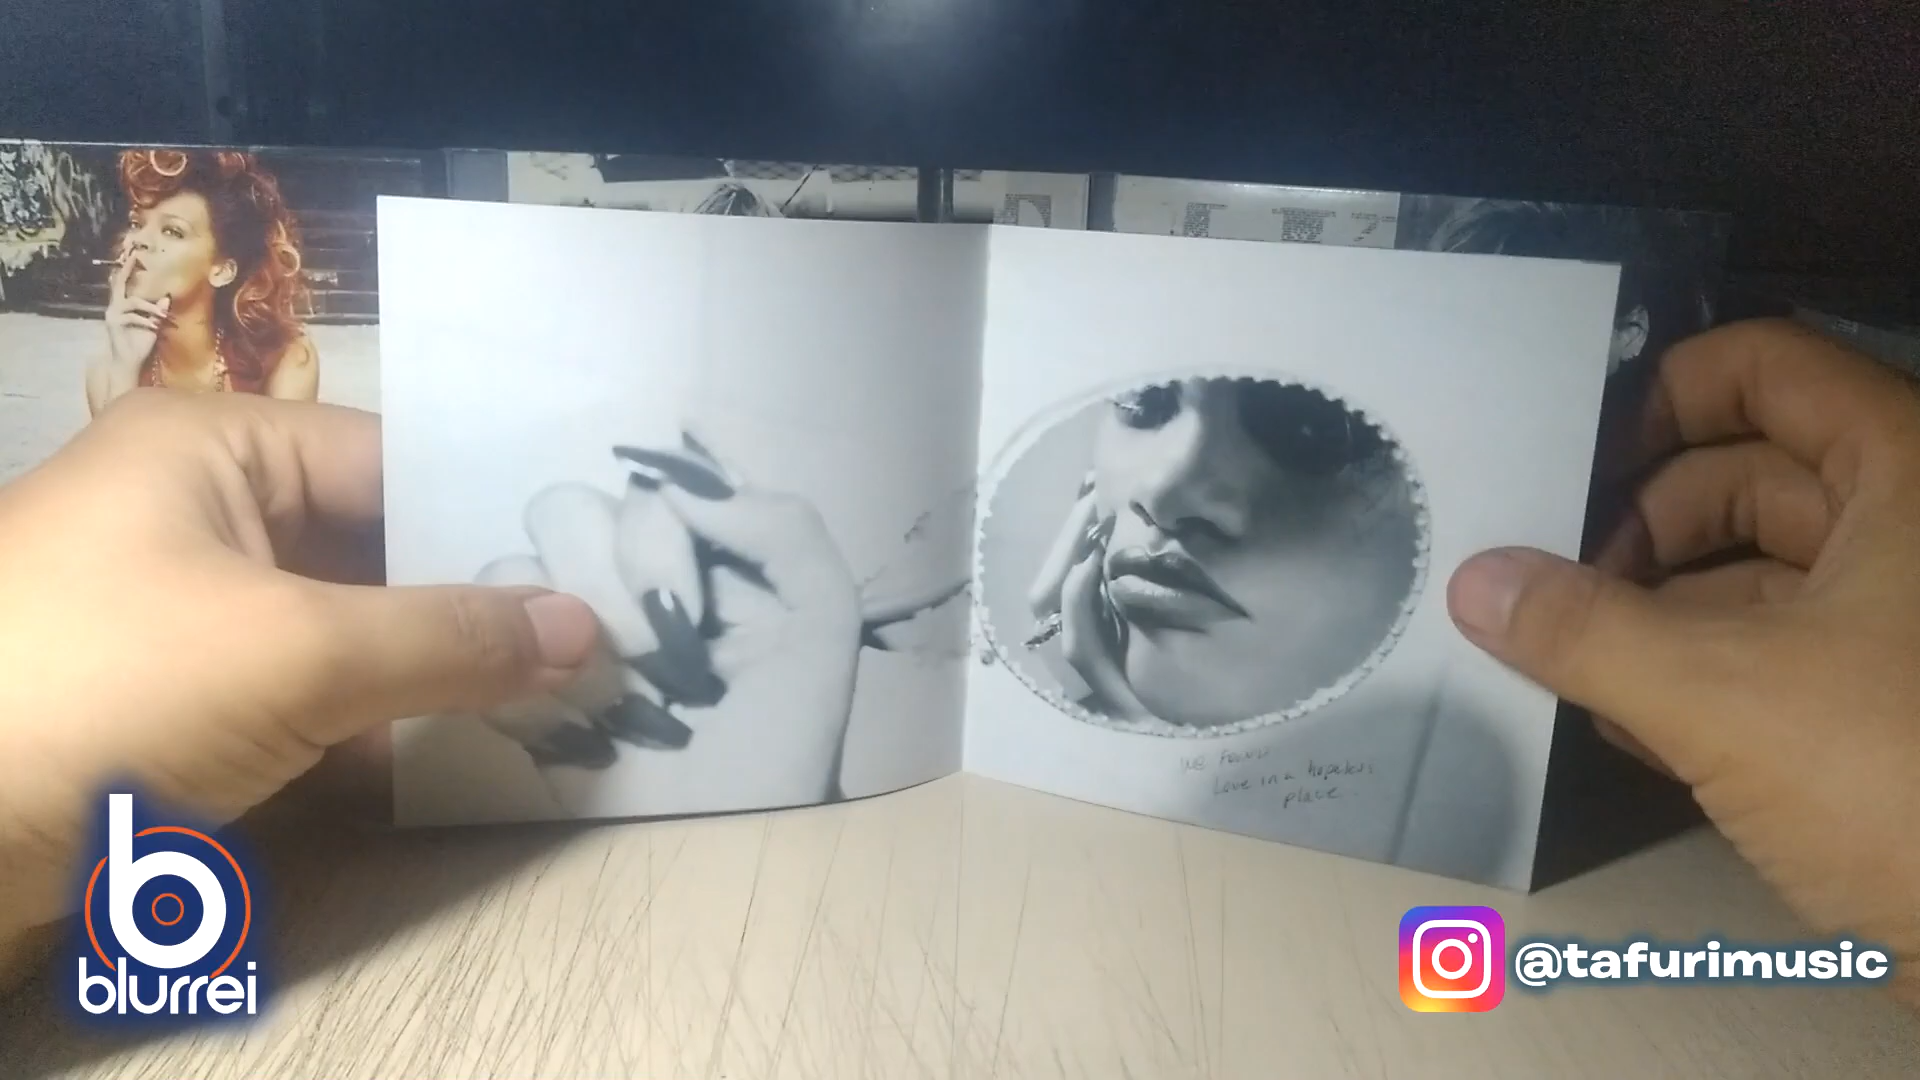 We found
love in a hopeless
place...
blurrei
@tafurimusic